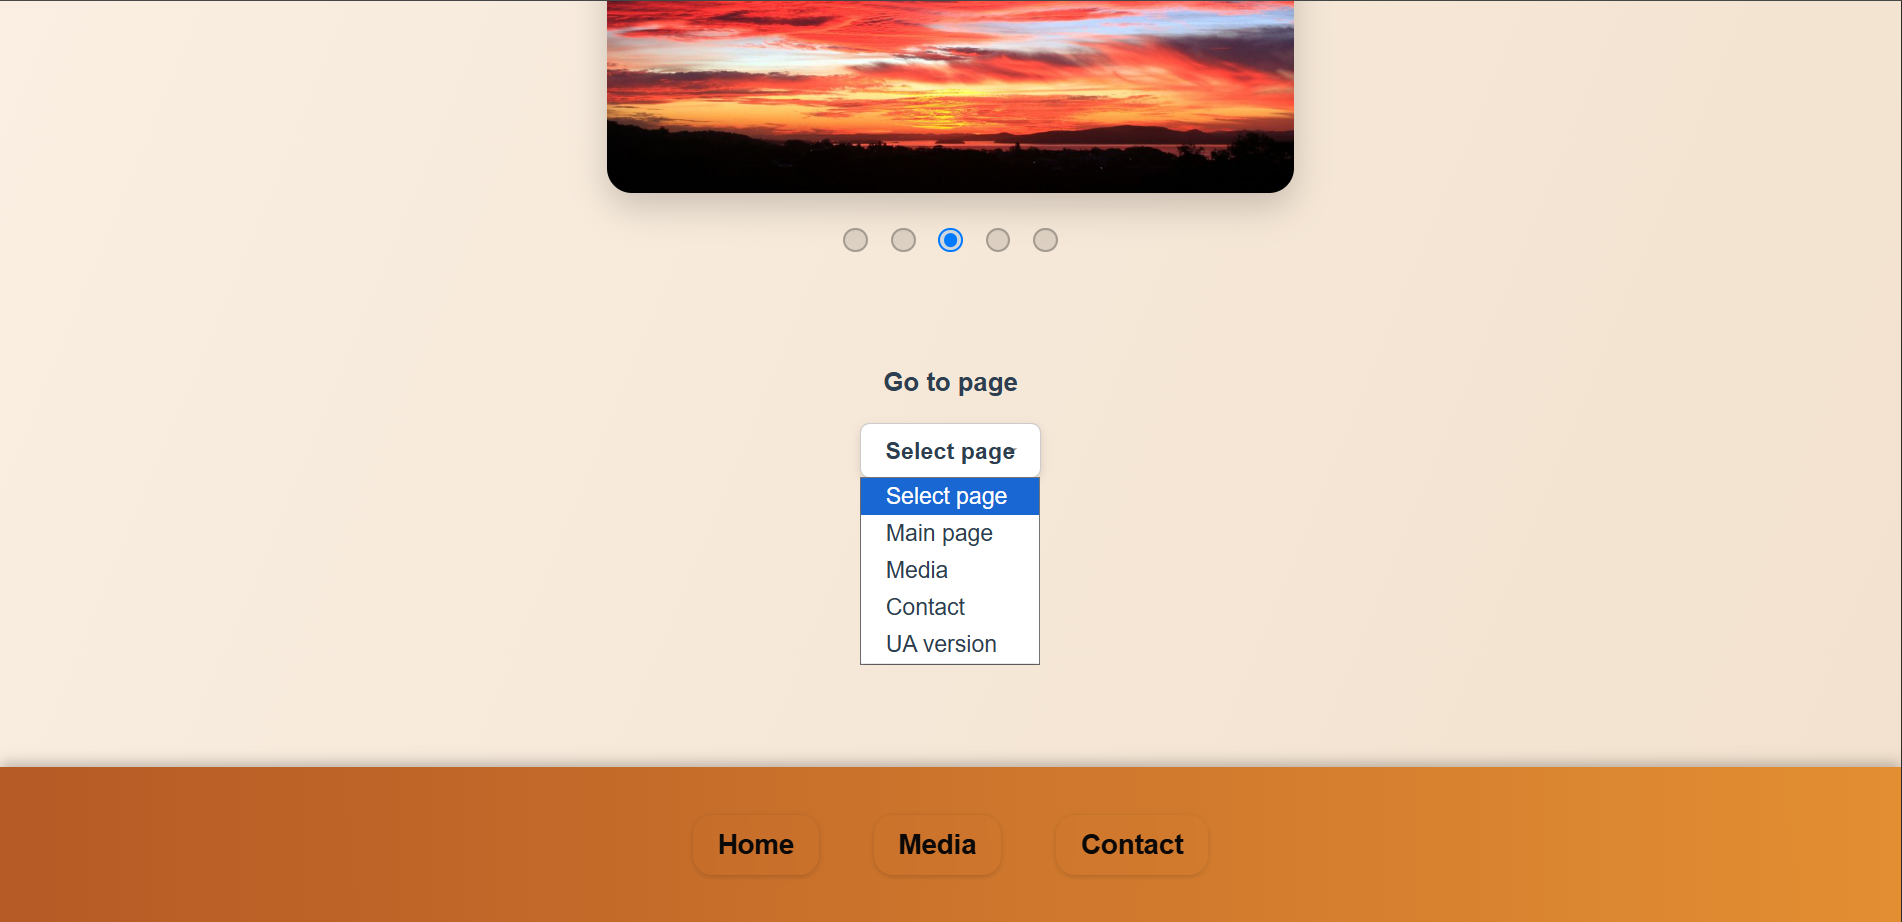 Go to page
Select page
Select page
Main page
Media
Contact
UA version
Home Media Contact